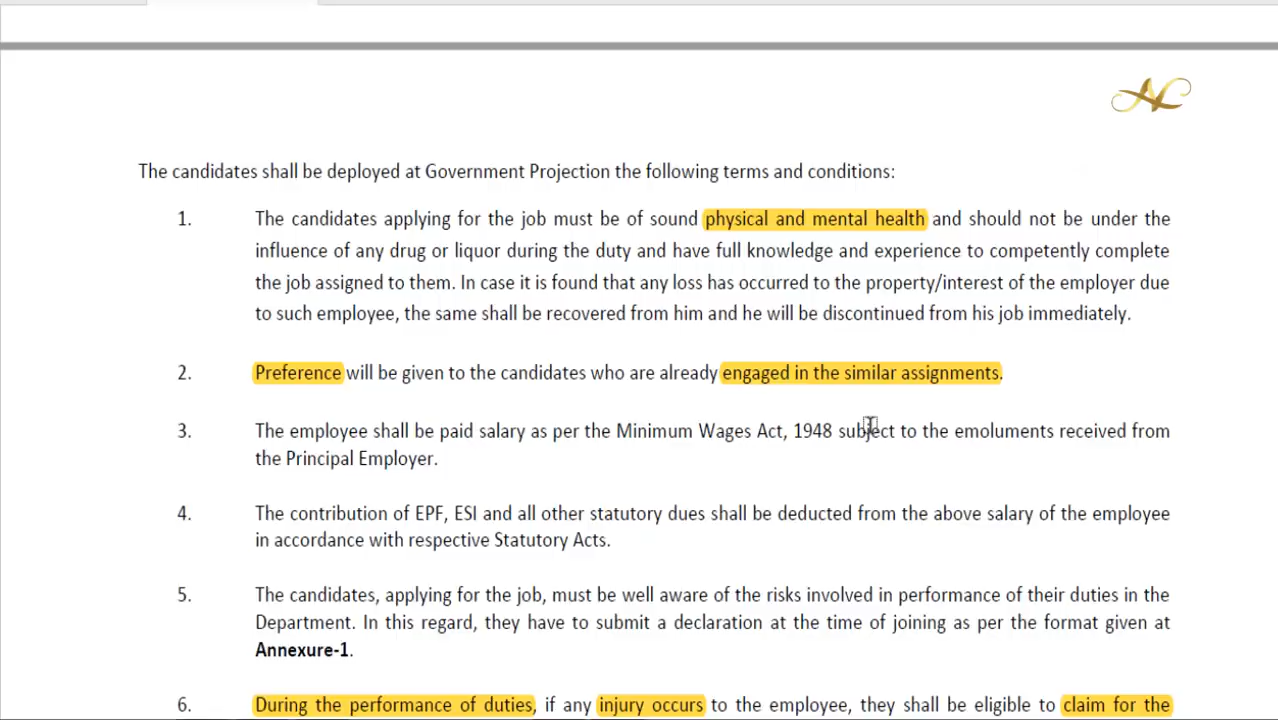 AC
The candidates shall be deployed at Government Projection the following terms and conditions:
1. The candidates applying for the job must be of sound physical and mental health and should not be under the
influence of any drug or liquor during the duty and have full knowledge and experience to competently complete
the job assigned to them. In case it is found that any loss has occurred to the property/interest of the employer due
to such employee, the same shall be recovered from him and he will be discontinued from his job immediately.
2. Preference will be given to the candidates who are already engaged in the similar assignments.
3. The employee shall be paid salary as per the Minimum Wages Act, 1948 subject to the emoluments received from
the Principal Employer.
4. The contribution of EPF, ESI and all other statutory dues shall be deducted from the above salary of the employee
in accordance with respective Statutory Acts.
5. The candidates, applying for the job, must be well aware of the risks involved in performance of their duties in the
Department. In this regard, they have to submit a declaration at the time of joining as per the format given at
Annexure-1.
6. During the performance of duties, if any injury occurs to the employee, they shall be eligible to claim for the